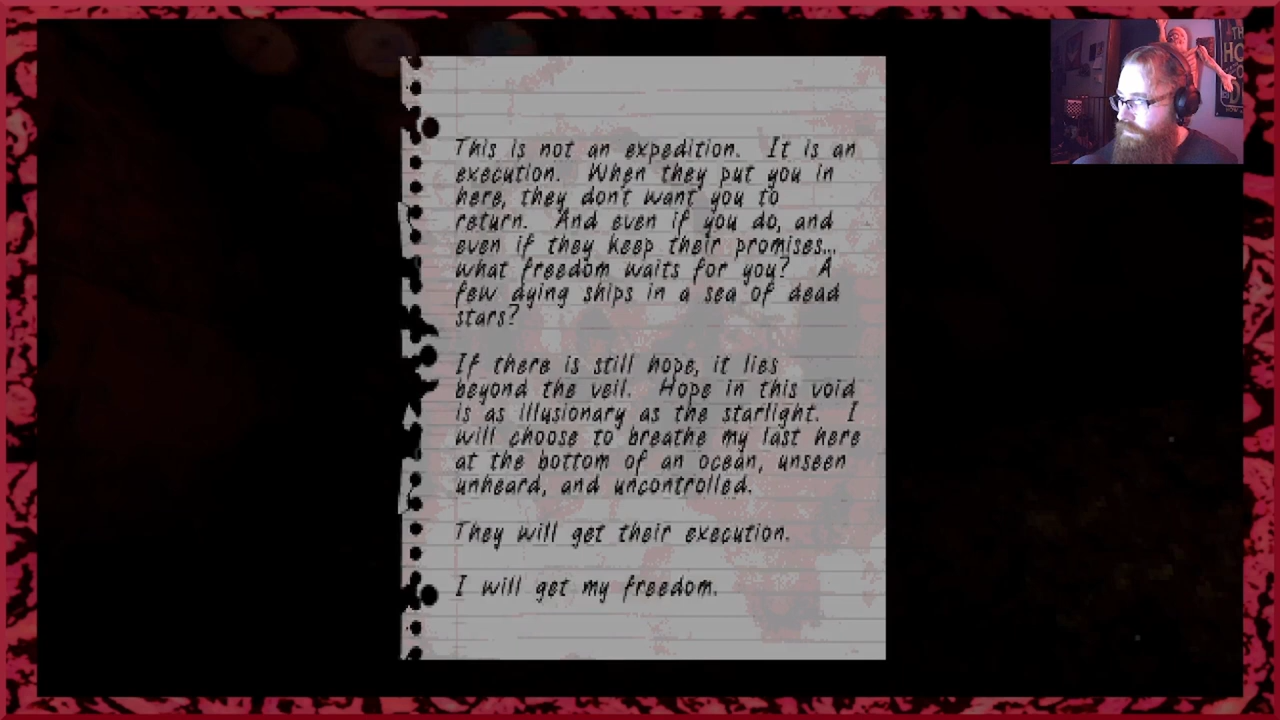 This is not an expedition. It is an
execution. When they put you in
here, they don't want you to
return. And even if you do, and
even if they keep their promises...
what freedom waits for you? A
few dying ships in a sea of dead
stars?
If there is still hope, it lies
beyond the veil. Hope in this void
is as illusionary as the starlight. I
will choose to breathe my last here
at the bottom of an ocean, unseen
unheard, and uncontrolled.
They will get their execution.
I will get my freedom.